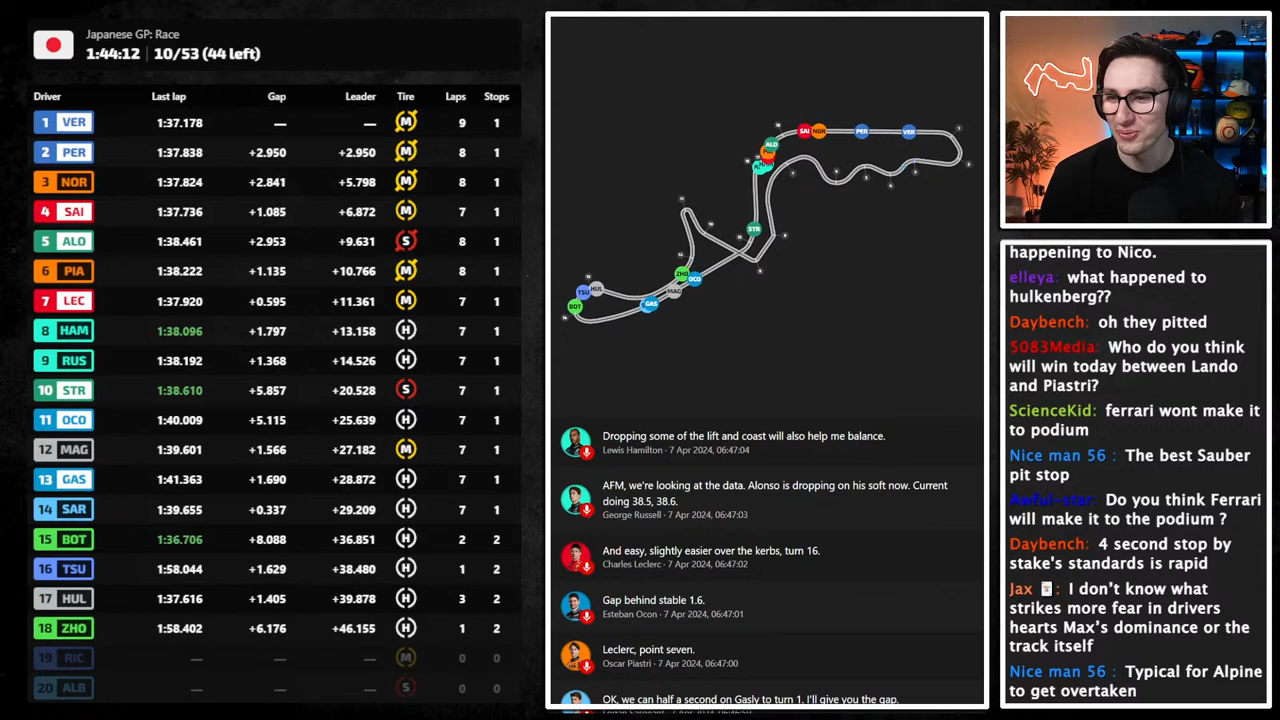 Japanese GP: Race
1:44:12 10/53 (44 left)
Driver Last lap Gap Leader Tire Laps Stops
1 VER 1:37.178 — — M 9 1
2 PER 1:37.838 +2.950 +2.950 M 8 1
3 NOR 1:37.824 +2.841 +5.798 M 8 1
4 SAI 1:37.736 +1.085 +6.872 M 7 1
5 ALO 1:38.461 +2.953 +9.631 S 8 1
6 PIA 1:38.222 +1.135 +10.766 M 8 1
7 LEC 1:37.920 +0.595 +11.361 M 7 1
8 HAM 1:38.096 +1.797 +13.158 H 7 1
9 RUS 1:38.192 +1.368 +14.526 H 7 1
10 STR 1:38.610 +5.857 +20.528 S 7 1
11 OCO 1:40.009 +5.115 +25.639 H 7 1
12 MAG 1:39.601 +1.566 +27.182 M 7 1
13 GAS 1:41.363 +1.690 +28.872 H 7 1
14 SAR 1:39.655 +0.337 +29.209 H 7 1
15 BOT 1:36.706 +8.088 +36.851 H 2 2
16 TSU 1:58.044 +1.629 +38.480 H 1 2
17 HUL 1:37.616 +1.405 +39.878 H 3 2
18 ZHO 1:58.402 +6.176 +46.155 H 1 2
19 RIC — — — M 0 0
20 ALB — — — S 0 0
SAI NOR PER VER
ALO
STR
ZHO OCO
TSU HUL MAG
BOT GAS
Dropping some of the lift and coast will also help me balance.
Lewis Hamilton · 7 Apr 2024, 06:47:04
AFM, we're looking at the data. Alonso is dropping on his soft now. Current
doing 38.5, 38.6.
George Russell · 7 Apr 2024, 06:47:03
And easy, slightly easier over the kerbs, turn 16.
Charles Leclerc · 7 Apr 2024, 06:47:02
Gap behind stable 1.6.
Esteban Ocon · 7 Apr 2024, 06:47:01
Leclerc, point seven.
Oscar Piastri · 7 Apr 2024, 06:47:00
OK, we can half a second on Gasly to turn 1. I'll give you the gap.
happening to Nico.
elleya: what happened to
hulkenberg??
Daybench: oh they pitted
5083Media: Who do you think
will win today between Lando
and Piastri?
ScienceKid: ferrari wont make it
to podium
Nice man 56 : The best Sauber
pit stop
Awful-star: Do you think Ferrari
will make it to the podium ?
Daybench: 4 second stop by
stake's standards is rapid
Jax : I don't know what
strikes more fear in drivers
hearts Max's dominance or the
track itself
Nice man 56 : Typical for Alpine
to get overtaken